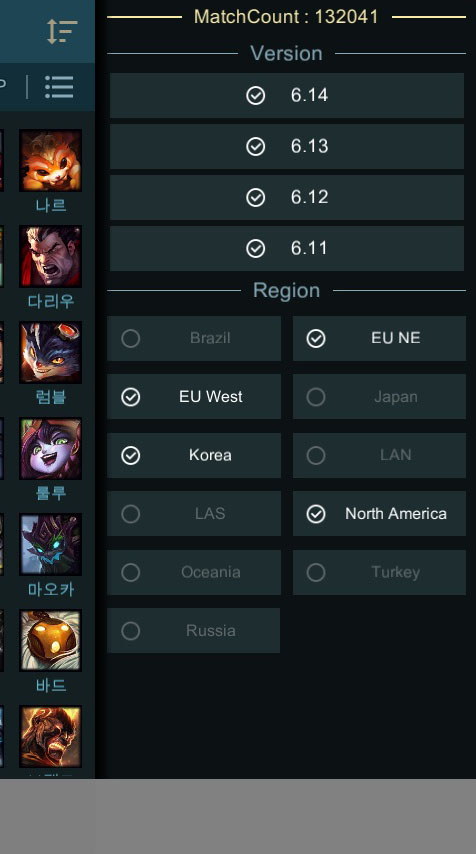 MatchCount : 132041
Version
6.14
6.13
6.12
6.11
Region
Brazil
EU NE
EU West
Japan
Korea
LAN
LAS
North America
Oceania
Turkey
Russia
P
나르
다리우
럼블
룰루
마오카
바드